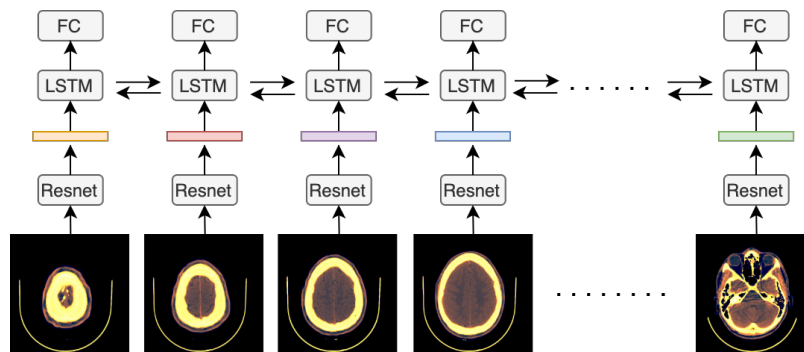 FC FC FC FC FC
LSTM LSTM LSTM LSTM . . . . . . LSTM
Resnet Resnet Resnet Resnet Resnet
. . . . . . . .